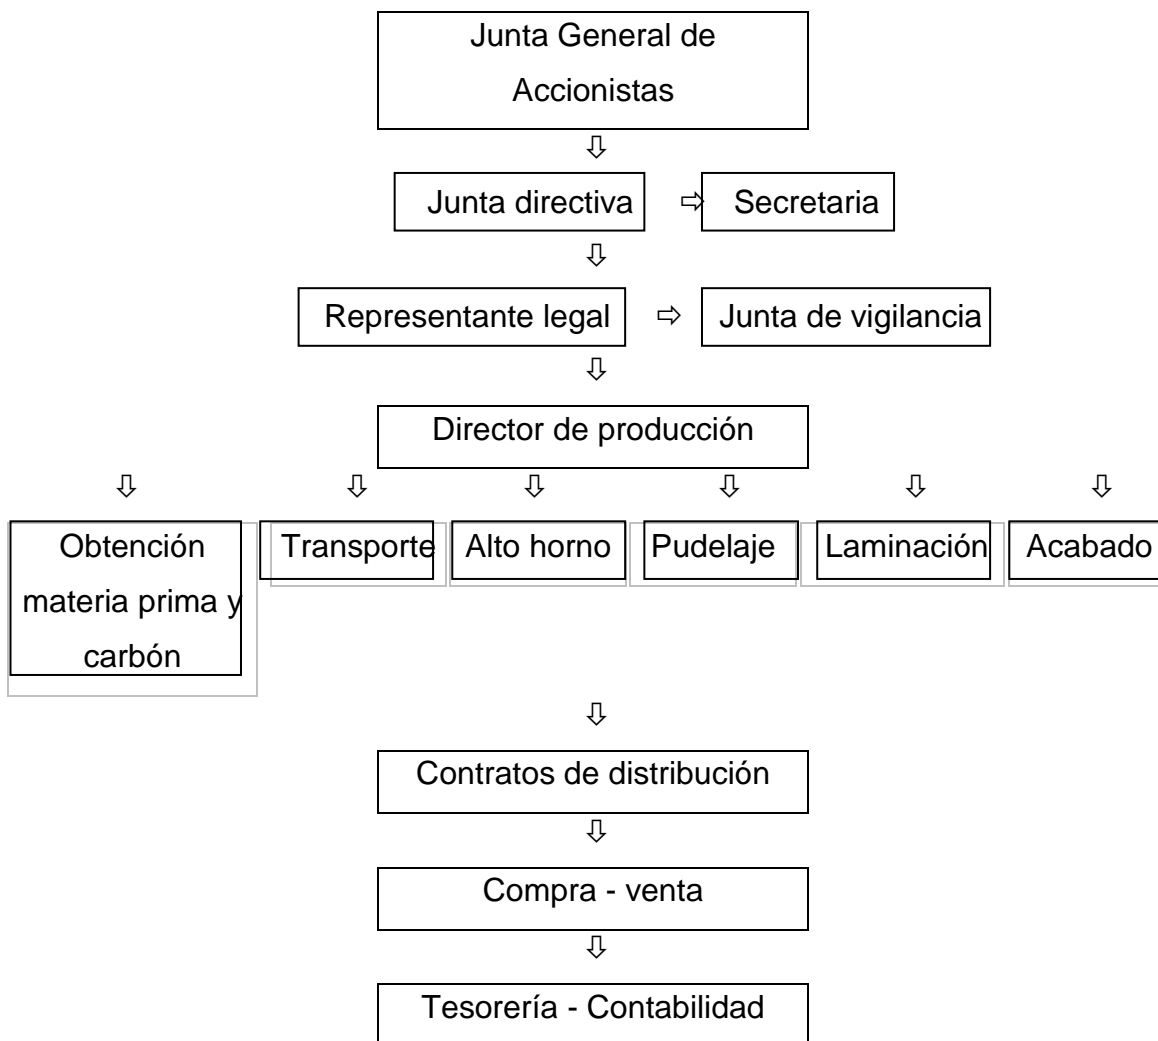 Junta General de
Accionistas
⇩
Junta directiva ⇨ Secretaria
⇩
Representante legal ⇨ Junta de vigilancia
⇩
Director de producción
⇩ ⇩ ⇩ ⇩ ⇩ ⇩
Obtención Transporte Alto horno Pudelaje Laminación Acabado
materia prima y
carbón
⇩
Contratos de distribución
⇩
Compra - venta
⇩
Tesorería - Contabilidad